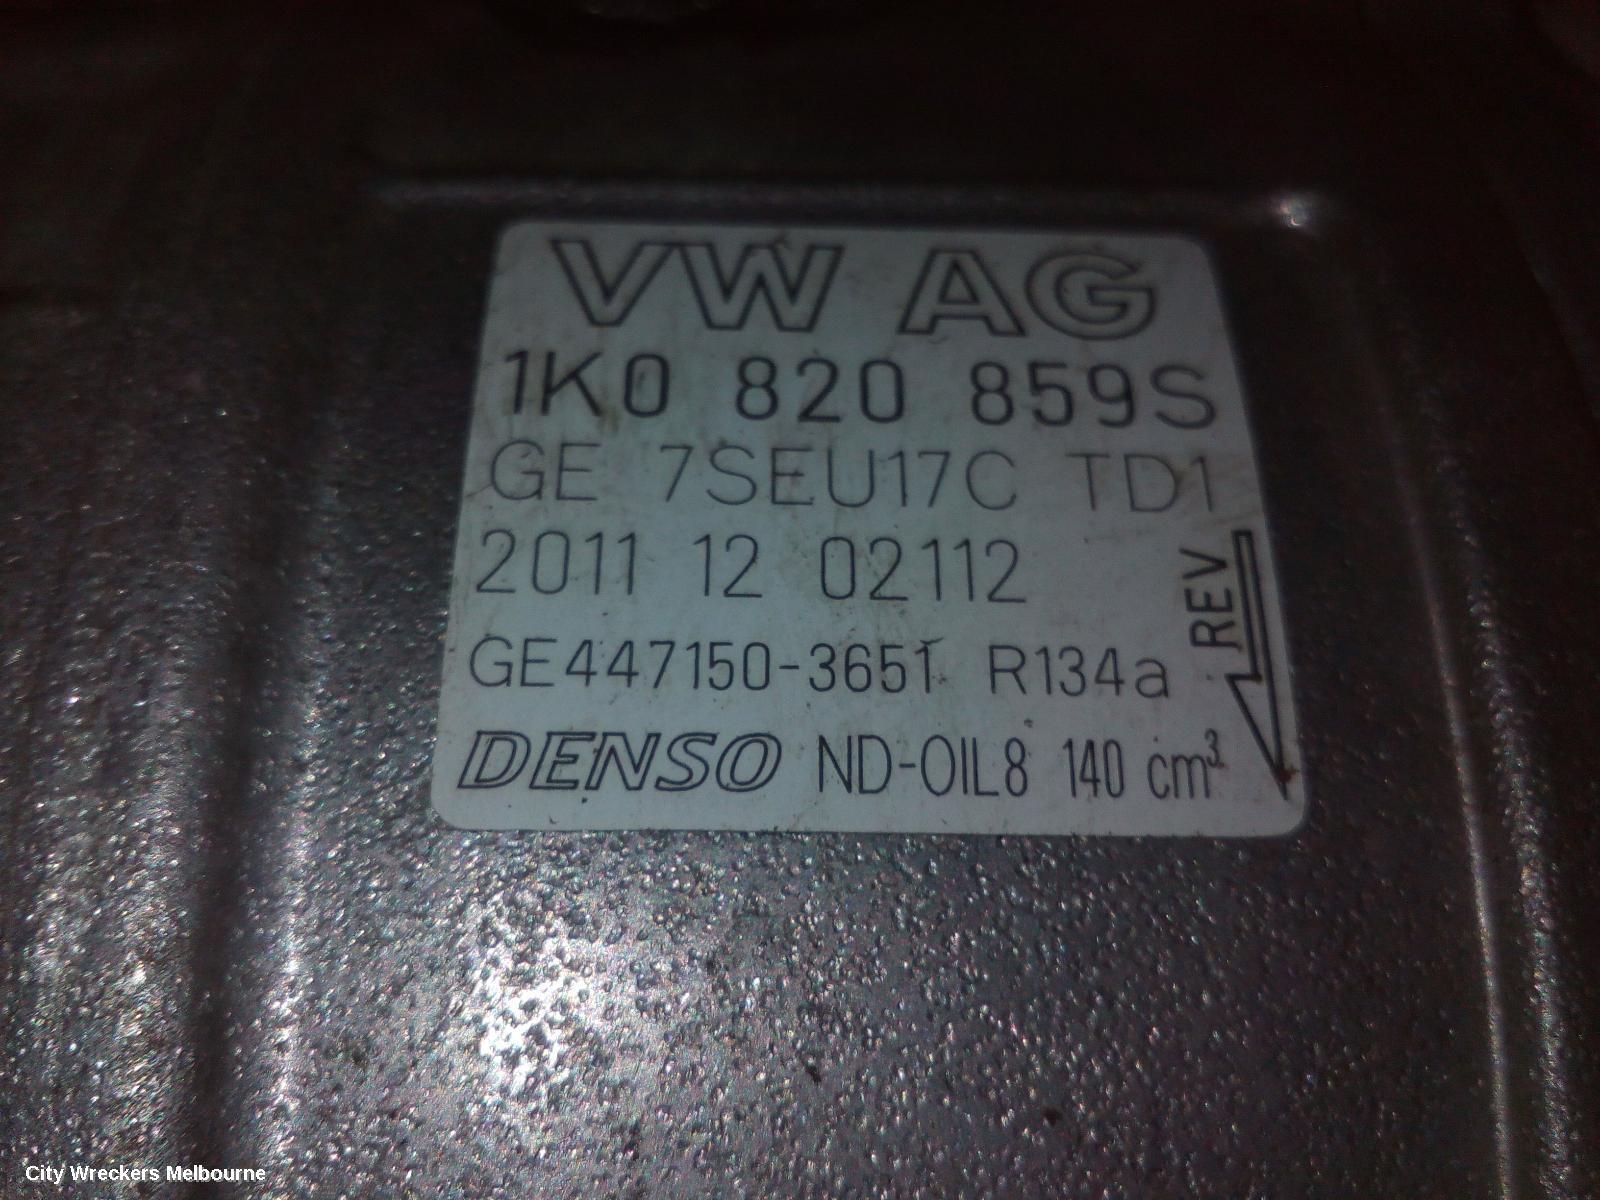 VW AG
1K0 820 859S
GE 7SEU17C TD1
2011 12 02112
REV
GE447150-3651 R134a
DENSO ND-OIL8 140 cm³
City Wreckers Melbourne